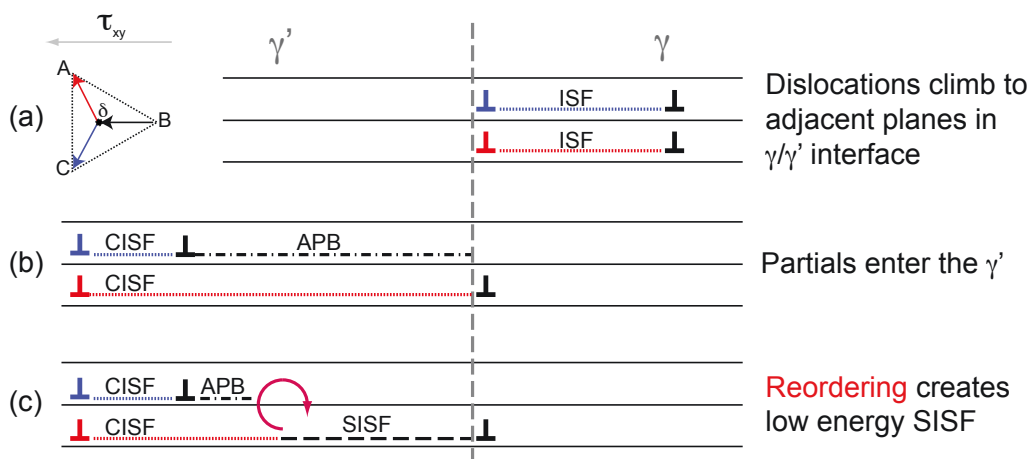 τxy
γ'
γ
A
δ
B
C
(a)
ISF
ISF
Dislocations climb to
adjacent planes in
γ/γ' interface
(b)
CISF
APB
CISF
Partials enter the γ'
(c)
CISF
APB
CISF
SISF
Reordering creates
low energy SISF